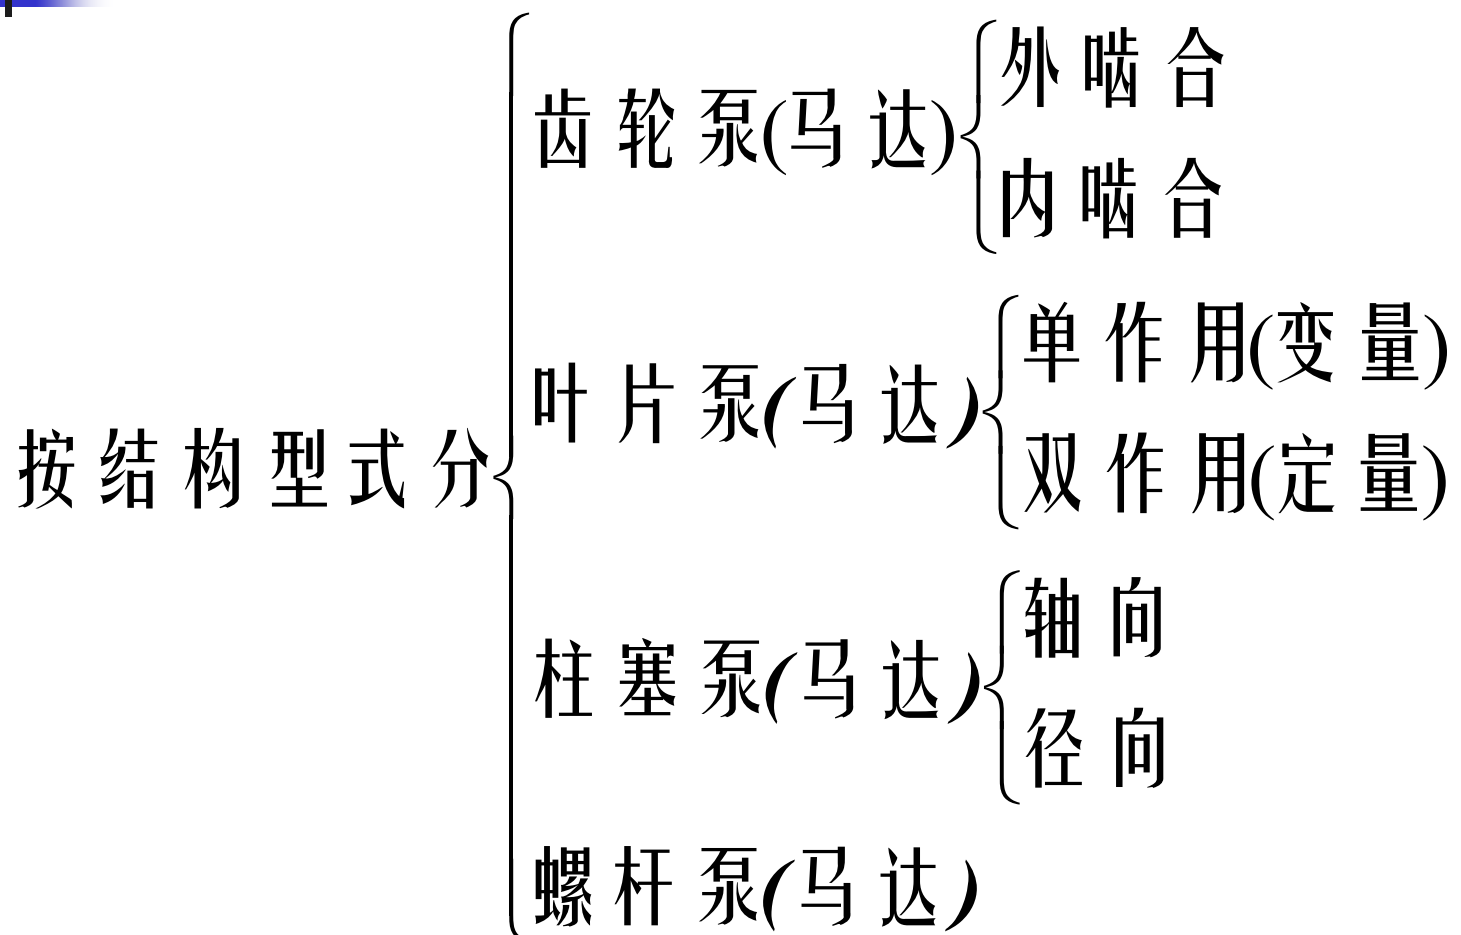 按结构型式分
齿轮泵(马达)
外啮合
内啮合
叶片泵(马达)
单作用(变量)
双作用(定量)
柱塞泵(马达)
轴向
径向
螺杆泵(马达)